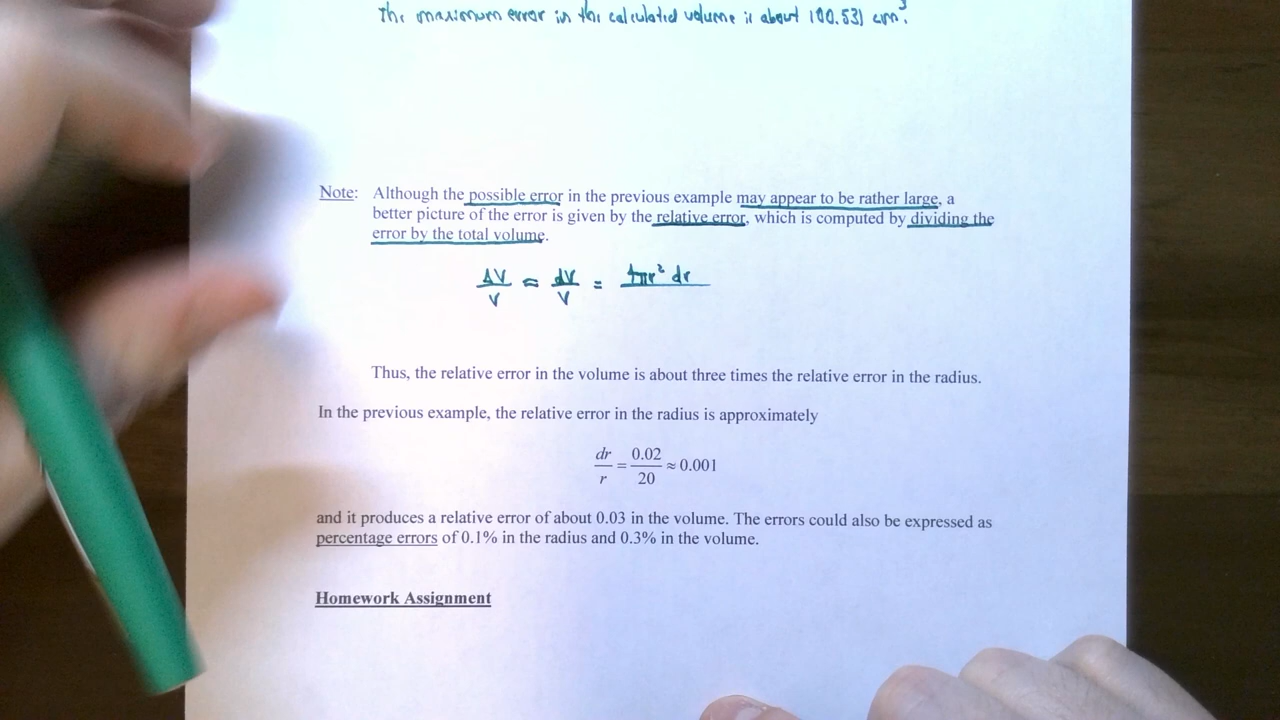 The maximum error in the calculated volume is about 100.531 cm³.
Note: Although the possible error in the previous example may appear to be rather large, a
better picture of the error is given by the relative error, which is computed by dividing the
error by the total volume.
ΔV/V ≈ dV/V = 4πr² dr
Thus, the relative error in the volume is about three times the relative error in the radius.
In the previous example, the relative error in the radius is approximately
dr/r = 0.02/20 ≈ 0.001
and it produces a relative error of about 0.03 in the volume. The errors could also be expressed as
percentage errors of 0.1% in the radius and 0.3% in the volume.
Homework Assignment